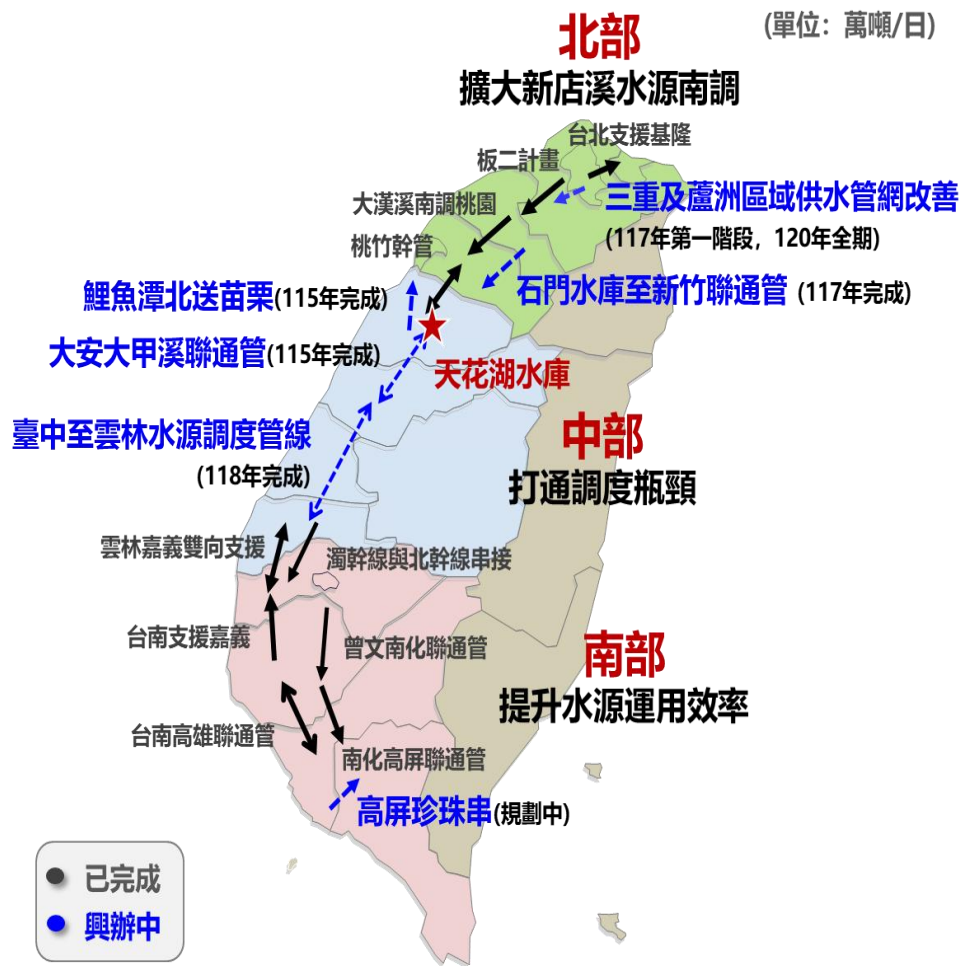 (單位：萬噸/日)
北部
擴大新店溪水源南調
台北支援基隆
板二計畫
三重及蘆洲區域供水管網改善
(117年第一階段，120年全期)
大漢溪南調桃園
桃竹幹管
石門水庫至新竹聯通管 (117年完成)
鯉魚潭北送苗栗(115年完成)
大安大甲溪聯通管(115年完成)
天花湖水庫
臺中至雲林水源調度管線
(118年完成)
中部
打通調度瓶頸
雲林嘉義雙向支援
濁幹線與北幹線串接
台南支援嘉義
曾文南化聯通管
南部
提升水源運用效率
台南高雄聯通管
南化高屏聯通管
高屏珍珠串(規劃中)
已完成
興辦中